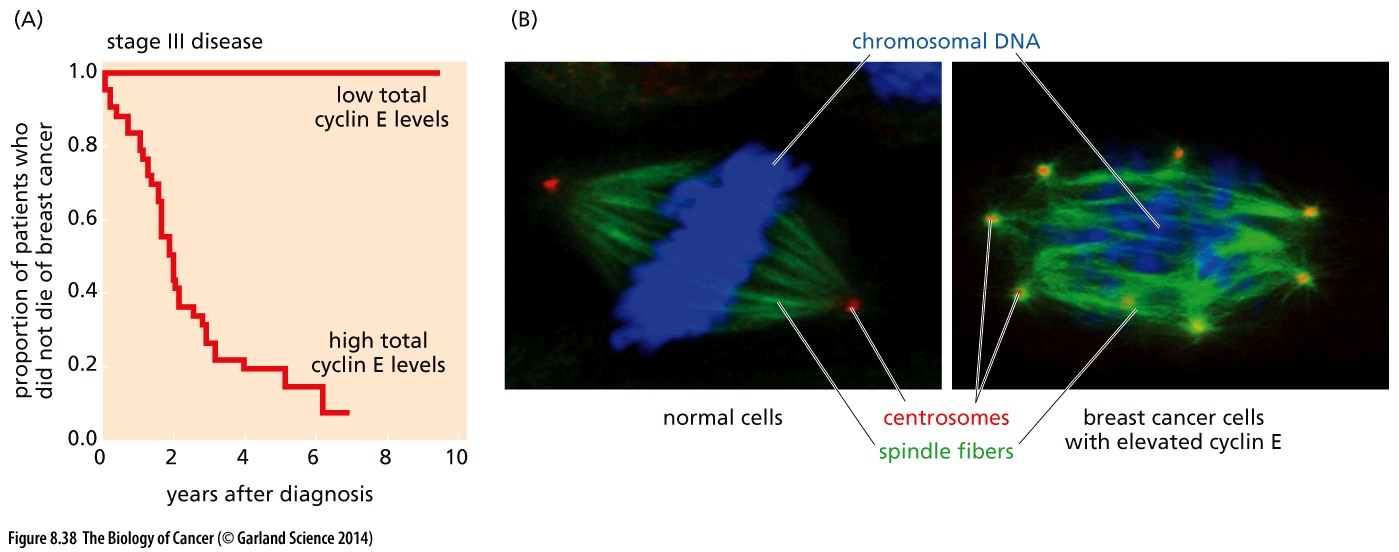 (A)
stage III disease
proportion of patients who
did not die of breast cancer
1.0
0.8
0.6
0.4
0.2
0.0
low total
cyclin E levels
high total
cyclin E levels
0 2 4 6 8 10
years after diagnosis
(B)
chromosomal DNA
normal cells
centrosomes
spindle fibers
breast cancer cells
with elevated cyclin E
Figure 8.38 The Biology of Cancer (© Garland Science 2014)